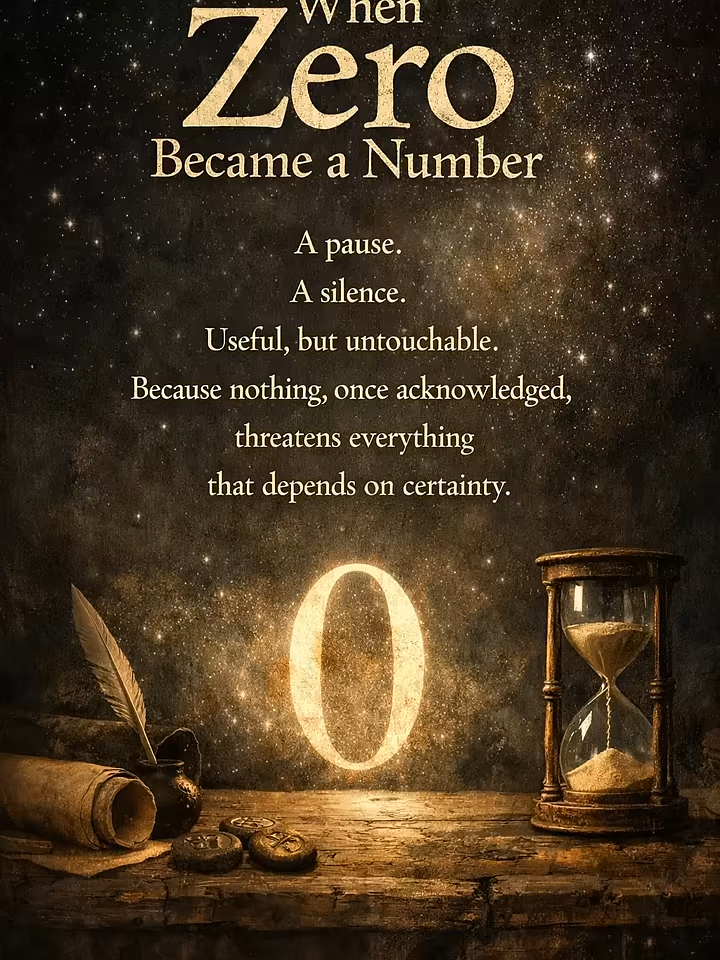 When
Zero
Became a Number
A pause.
A silence.
Useful, but untouchable.
Because nothing, once acknowledged,
threatens everything
that depends on certainty.
0